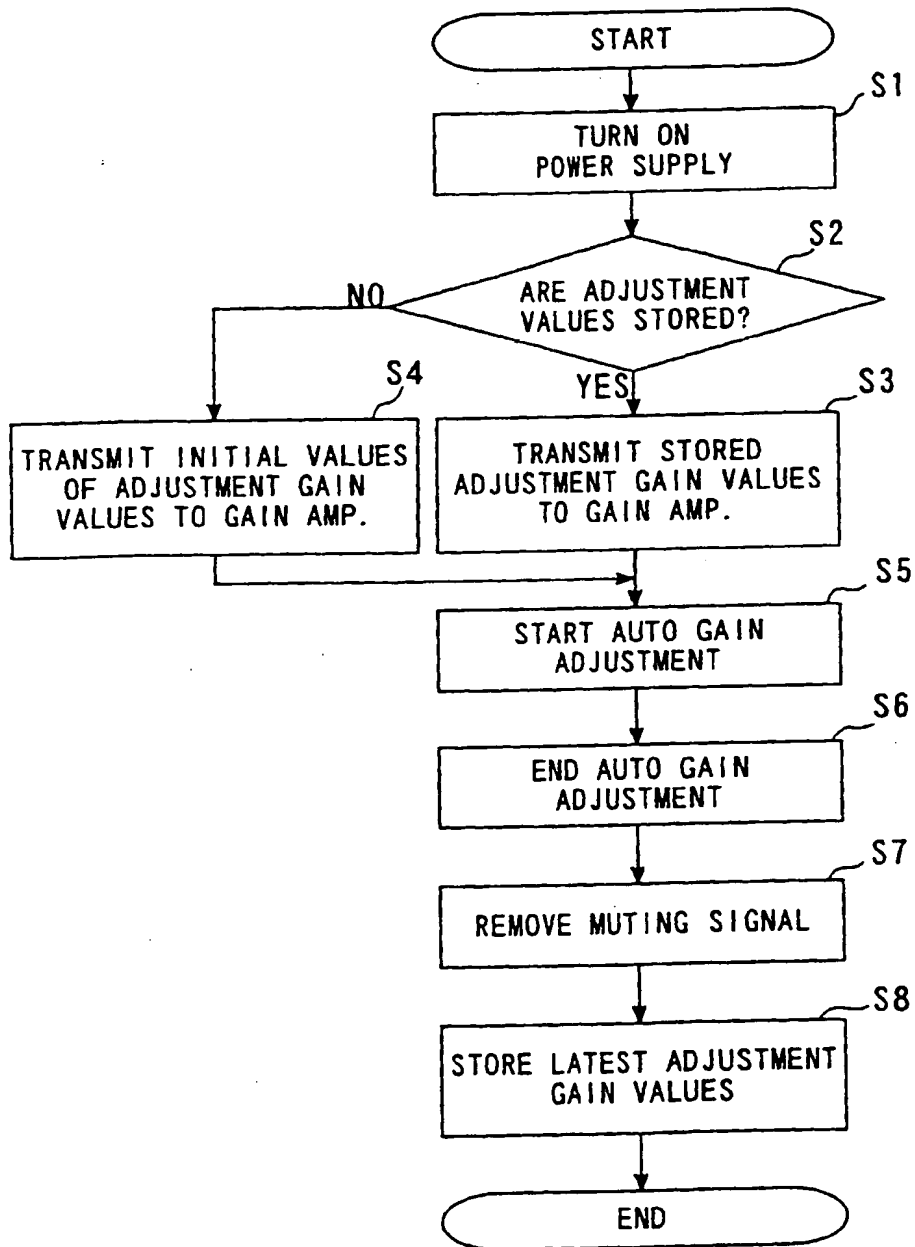 START
S1
TURN ON
POWER SUPPLY
S2
ARE ADJUSTMENT
VALUES STORED?
NO
YES
S4
TRANSMIT INITIAL VALUES
OF ADJUSTMENT GAIN
VALUES TO GAIN AMP.
S3
TRANSMIT STORED
ADJUSTMENT GAIN VALUES
TO GAIN AMP.
S5
START AUTO GAIN
ADJUSTMENT
S6
END AUTO GAIN
ADJUSTMENT
S7
REMOVE MUTING SIGNAL
S8
STORE LATEST ADJUSTMENT
GAIN VALUES
END